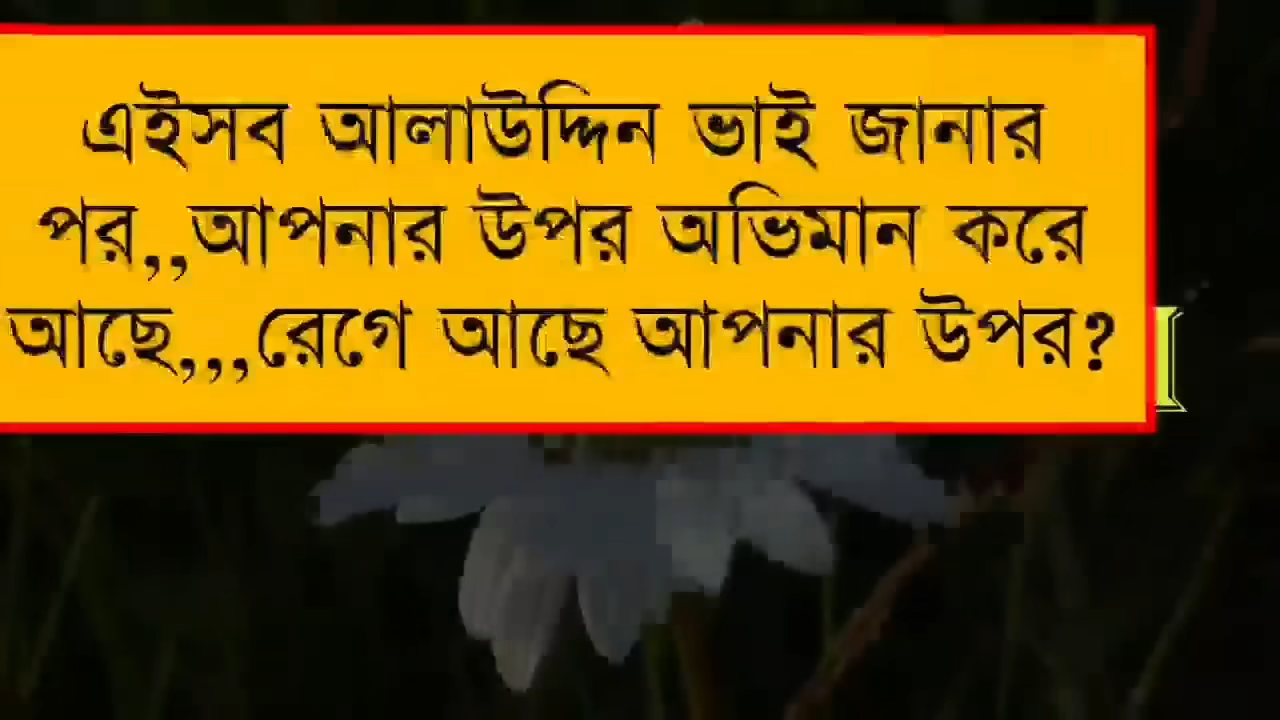 এইসব আলাউদ্দিন ভাই জানার
পর,,আপনার উপর অভিমান করে
আছে,,,রেগে আছে আপনার উপর?